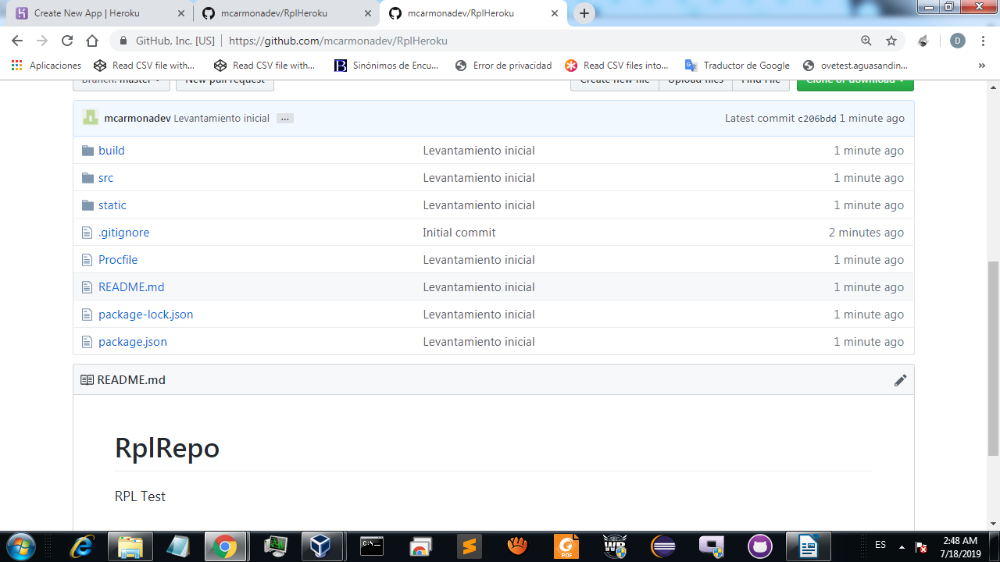 Create New App | Heroku
mcarmonadev/RplHeroku
mcarmonadev/RplHeroku
GitHub, Inc. [US] https://github.com/mcarmonadev/RplHeroku
D
Aplicaciones Read CSV file with... Read CSV file with... Sinónimos de Encu... Error de privacidad Read CSV files into... Traductor de Google ovetest.aguasandin... »
Branch: master New pull request Create new file Upload files Find File Clone or download
mcarmonadev Levantamiento inicial ... Latest commit c206bdd 1 minute ago
build Levantamiento inicial 1 minute ago
src Levantamiento inicial 1 minute ago
static Levantamiento inicial 1 minute ago
.gitignore Initial commit 2 minutes ago
Procfile Levantamiento inicial 1 minute ago
README.md Levantamiento inicial 1 minute ago
package-lock.json Levantamiento inicial 1 minute ago
package.json Levantamiento inicial 1 minute ago
README.md
RplRepo
RPL Test
ES
2:48 AM
7/18/2019